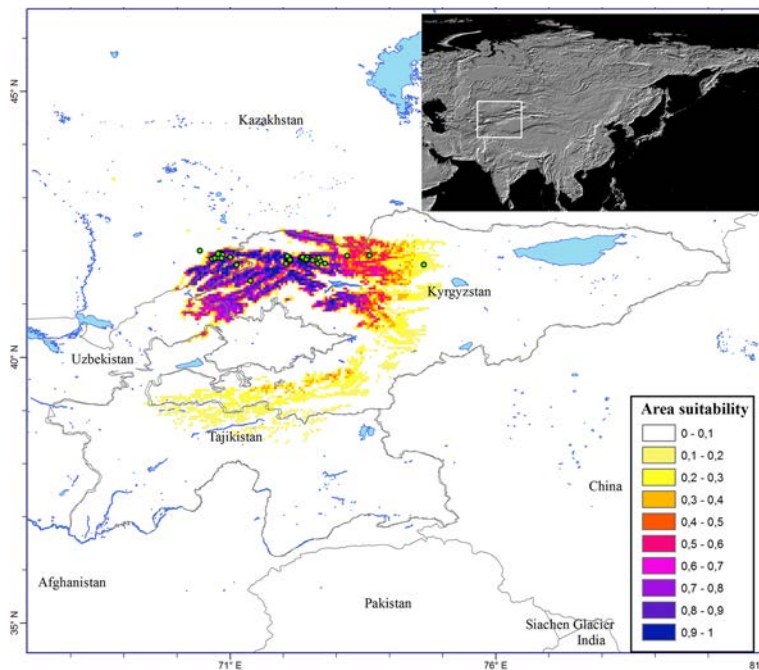 45° N
Kazakhstan
Kyrgyzstan
40° N
Uzbekistan
Tajikistan
China
Afghanistan
Pakistan
35° N
Siachen Glacier
India
71° E
76° E
81
Area suitability
0 - 0,1
0,1 - 0,2
0,2 - 0,3
0,3 - 0,4
0,4 - 0,5
0,5 - 0,6
0,6 - 0,7
0,7 - 0,8
0,8 - 0,9
0,9 - 1